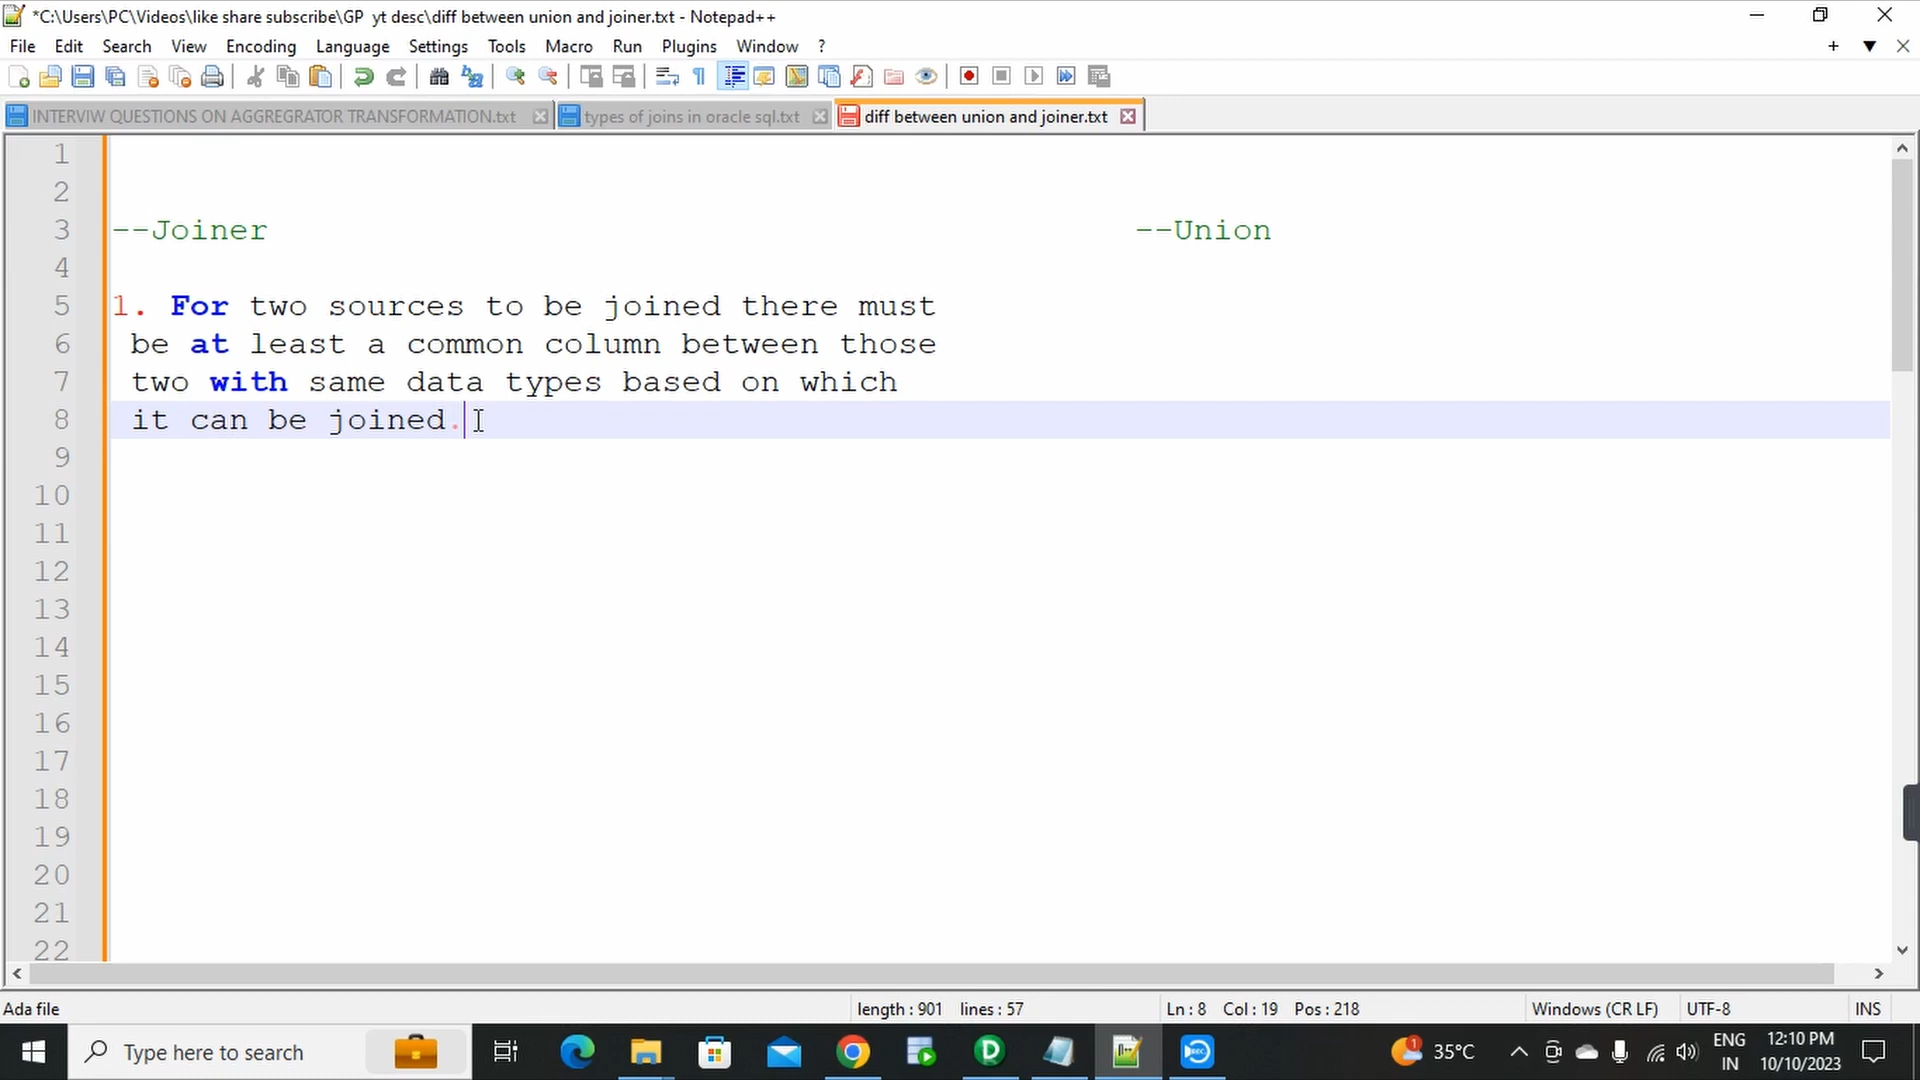 *C:\Users\PC\Videos\like share subscribe\GP  yt desc\diff between union and joiner.txt - Notepad++
File Edit Search View Encoding Language Settings Tools Macro Run Plugins Window ?
INTERVIW QUESTIONS ON AGGREGRATOR TRANSFORMATION.txt types of joins in oracle sql.txt diff between union and joiner.txt
1
2
3 --Joiner --Union
4
5 1. For two sources to be joined there must
6 be at least a common column between those
7 two with same data types based on which
8 it can be joined.
9
10
11
12
13
14
15
16
17
18
19
20
21
22
Ada file length : 901 lines : 57 Ln : 8 Col : 19 Pos : 218 Windows (CR LF) UTF-8 INS
Type here to search 35°C ENG 12:10 PM
IN 10/10/2023